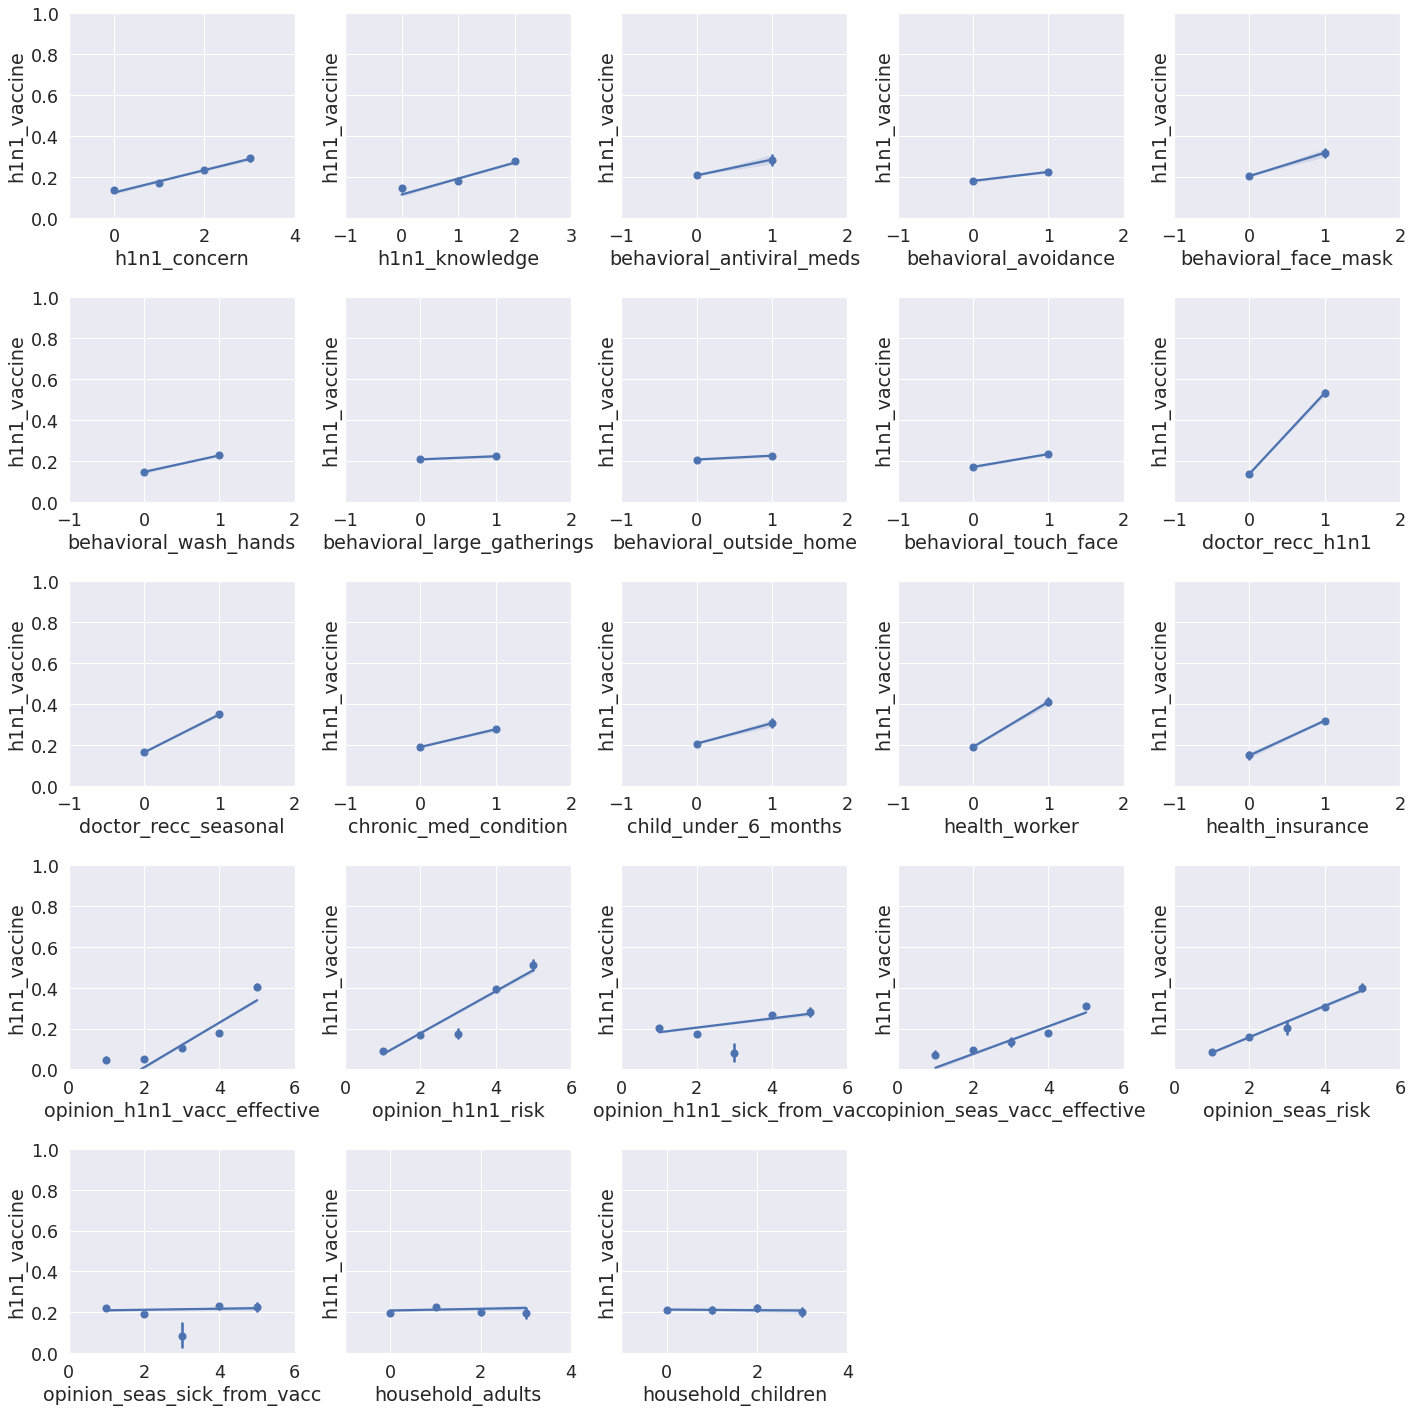 1.0
0.8
0.6
0.4
0.2
0.0
h1n1_vaccine h1n1_vaccine h1n1_vaccine h1n1_vaccine h1n1_vaccine
0 2 4 −1 0 1 2 3 −1 0 1 2 −1 0 1 2 −1 0 1 2
h1n1_concern h1n1_knowledge behavioral_antiviral_meds behavioral_avoidance behavioral_face_mask
1.0
0.8
0.6
0.4
0.2
0.0
h1n1_vaccine h1n1_vaccine h1n1_vaccine h1n1_vaccine h1n1_vaccine
−1 0 1 2 −1 0 1 2 −1 0 1 2 −1 0 1 2 −1 0 1 2
behavioral_wash_hands behavioral_large_gatherings behavioral_outside_home behavioral_touch_face doctor_recc_h1n1
1.0
0.8
0.6
0.4
0.2
0.0
h1n1_vaccine h1n1_vaccine h1n1_vaccine h1n1_vaccine h1n1_vaccine
−1 0 1 2 −1 0 1 2 −1 0 1 2 −1 0 1 2 −1 0 1 2
doctor_recc_seasonal chronic_med_condition child_under_6_months health_worker health_insurance
1.0
0.8
0.6
0.4
0.2
0.0
h1n1_vaccine h1n1_vaccine h1n1_vaccine h1n1_vaccine h1n1_vaccine
0 2 4 6 0 2 4 6 0 2 4 6 0 2 4 6 0 2 4 6
opinion_h1n1_vacc_effective opinion_h1n1_risk opinion_h1n1_sick_from_vacc opinion_seas_vacc_effective opinion_seas_risk
1.0
0.8
0.6
0.4
0.2
0.0
h1n1_vaccine h1n1_vaccine h1n1_vaccine
0 2 4 6 0 2 4 0 2 4
opinion_seas_sick_from_vacc household_adults household_children